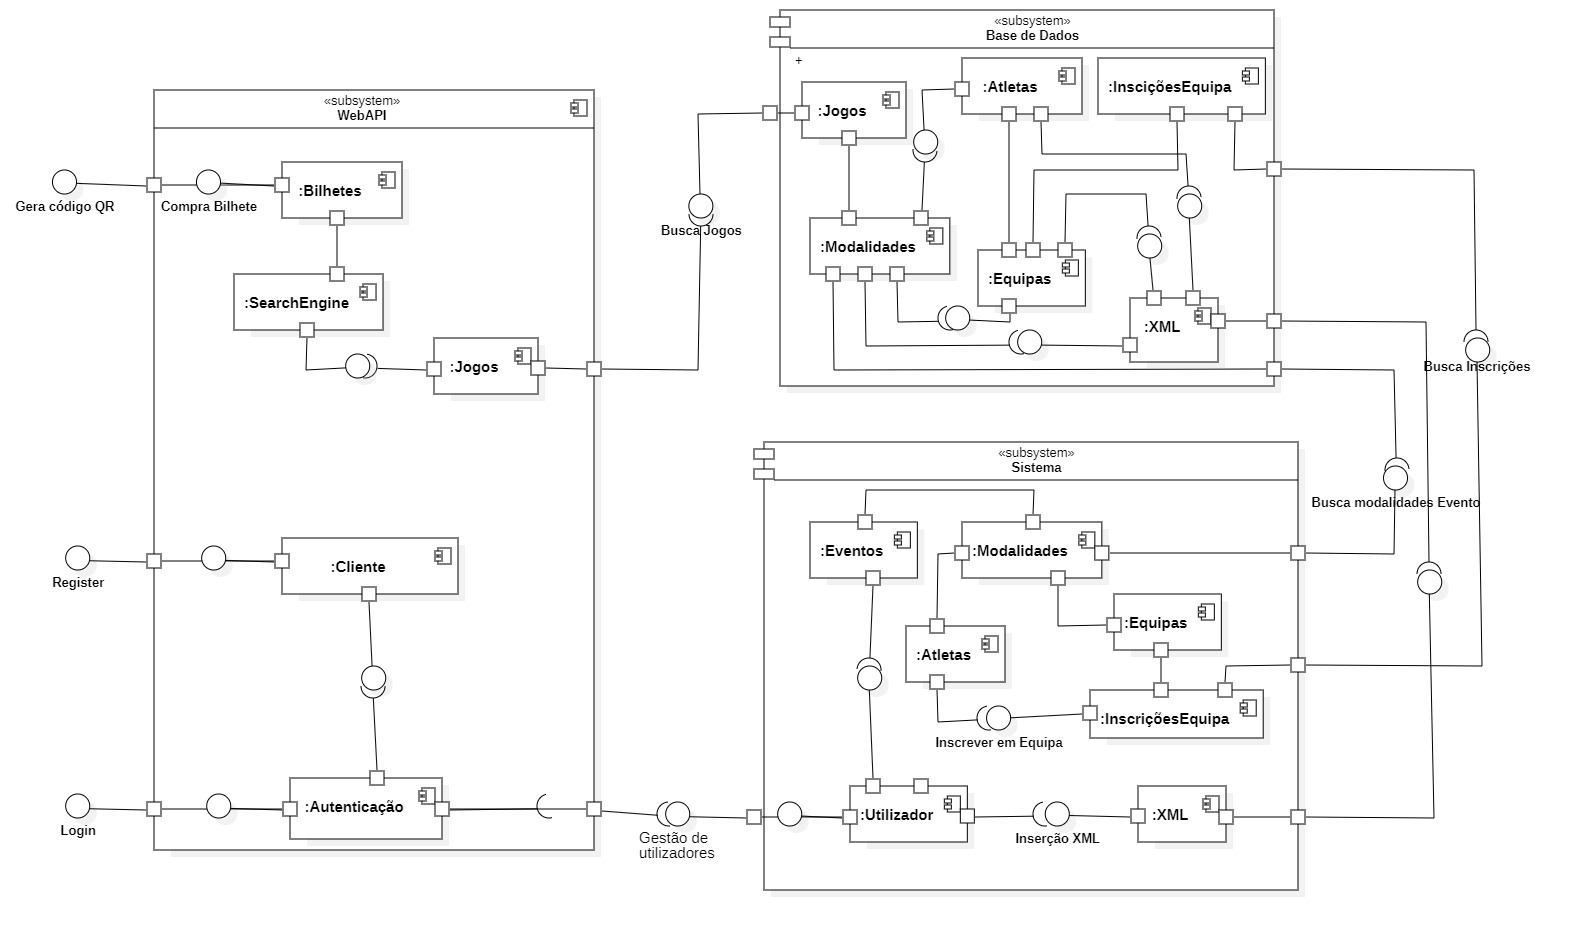 «subsystem»
WebAPI
:Bilhetes
Gera código QR
Compra Bilhete
:SearchEngine
:Jogos
Busca Jogos
:Cliente
Register
:Autenticação
Login
Gestão de
utilizadores
«subsystem»
Base de Dados
+
:Jogos
:Atletas
:InsciçõesEquipa
:Modalidades
:Equipas
:XML
Busca Inscrições
Busca modalidades Evento
«subsystem»
Sistema
:Eventos
:Modalidades
:Equipas
:Atletas
:InscriçõesEquipa
Inscrever em Equipa
:Utilizador
:XML
Inserção XML